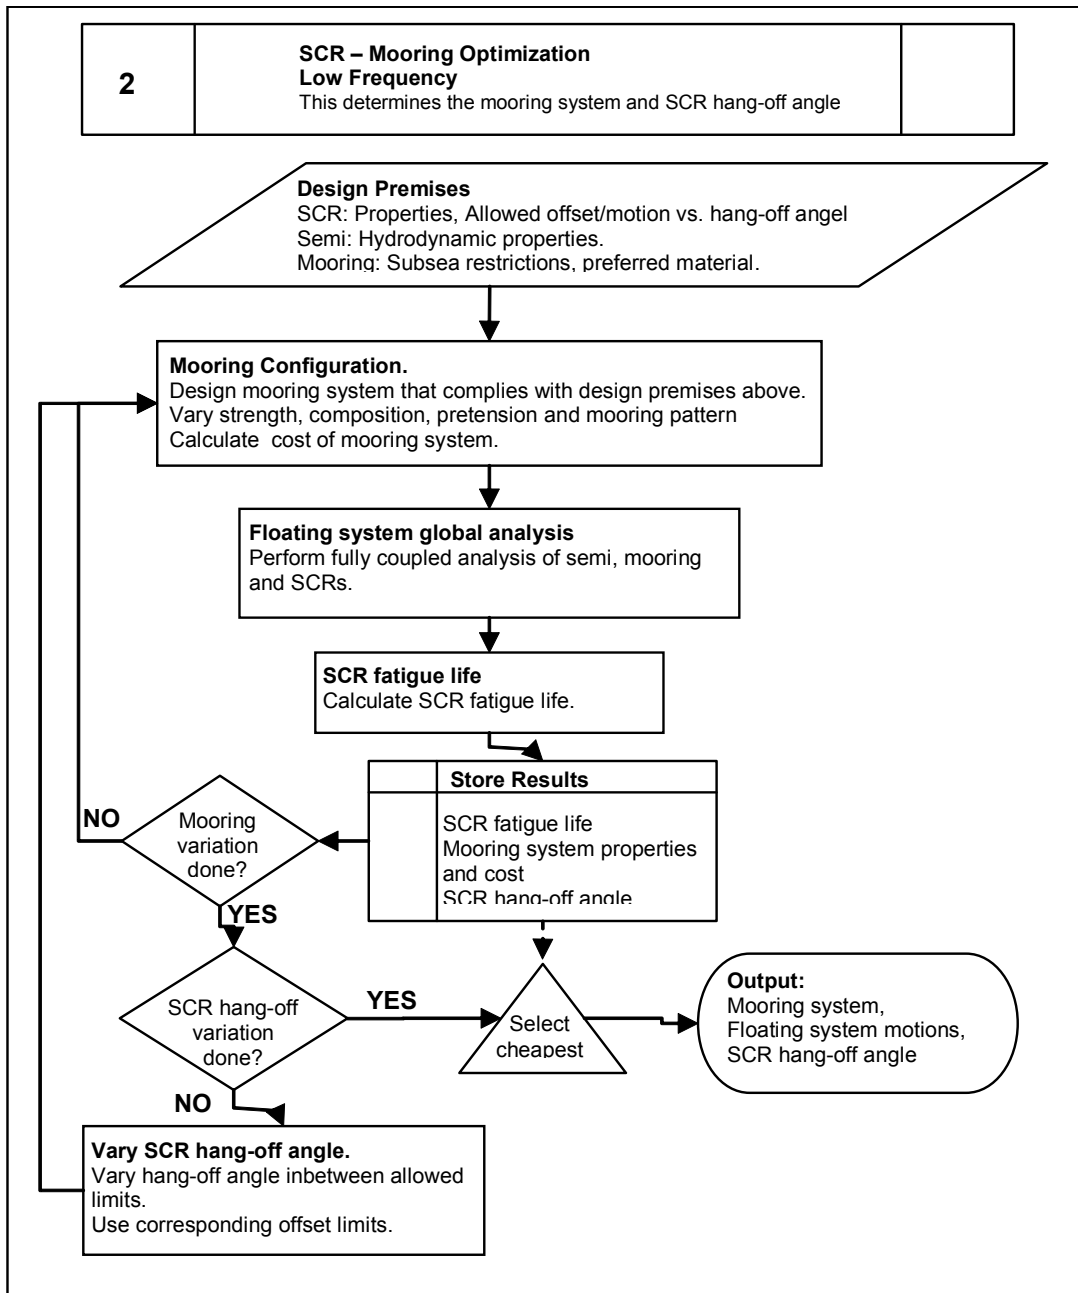 2
SCR – Mooring Optimization
Low Frequency
This determines the mooring system and SCR hang-off angle
Design Premises
SCR: Properties, Allowed offset/motion vs. hang-off angel
Semi: Hydrodynamic properties.
Mooring: Subsea restrictions, preferred material.
Mooring Configuration.
Design mooring system that complies with design premises above.
Vary strength, composition, pretension and mooring pattern
Calculate cost of mooring system.
Floating system global analysis
Perform fully coupled analysis of semi, mooring
and SCRs.
SCR fatigue life
Calculate SCR fatigue life.
Store Results
SCR fatigue life
Mooring system properties
and cost
SCR hang-off angle
NO
Mooring
variation
done?
YES
SCR hang-off
variation
done?
YES
Select
cheapest
Output:
Mooring system,
Floating system motions,
SCR hang-off angle
NO
Vary SCR hang-off angle.
Vary hang-off angle inbetween allowed
limits.
Use corresponding offset limits.